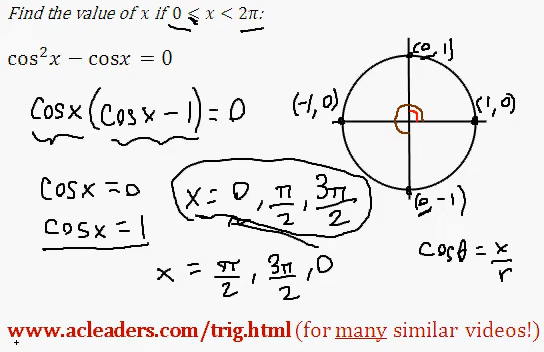 Find the value of x if 0 ≤ x < 2π:
cos²x − cosx = 0
cosx(cosx − 1) = 0
cosx = 0
cosx = 1
x = 0, π/2, 3π/2
x = π/2, 3π/2, 0
(0, 1)
(-1, 0)
(1, 0)
(0, -1)
cosθ = x/r
www.acleaders.com/trig.html (for many similar videos!)